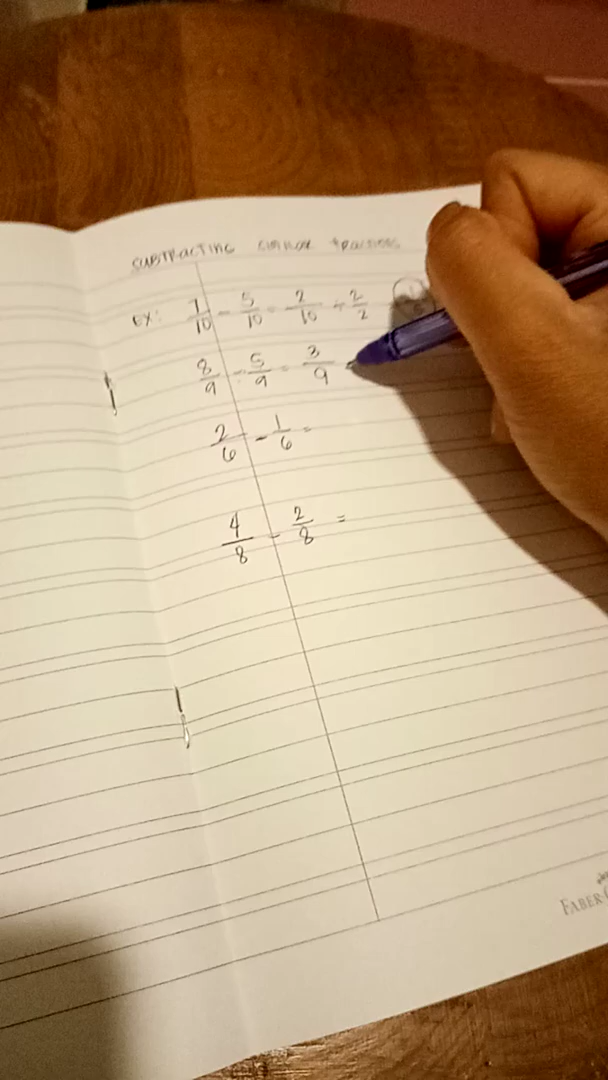 SUBTRACTING SIMILAR FRACTIONS
EX: 7/10 - 5/10 = 2/10 ÷ 2/2
8/9 - 5/9 = 3/9
2/6 - 1/6 =
4/8 - 2/8 =
FABER